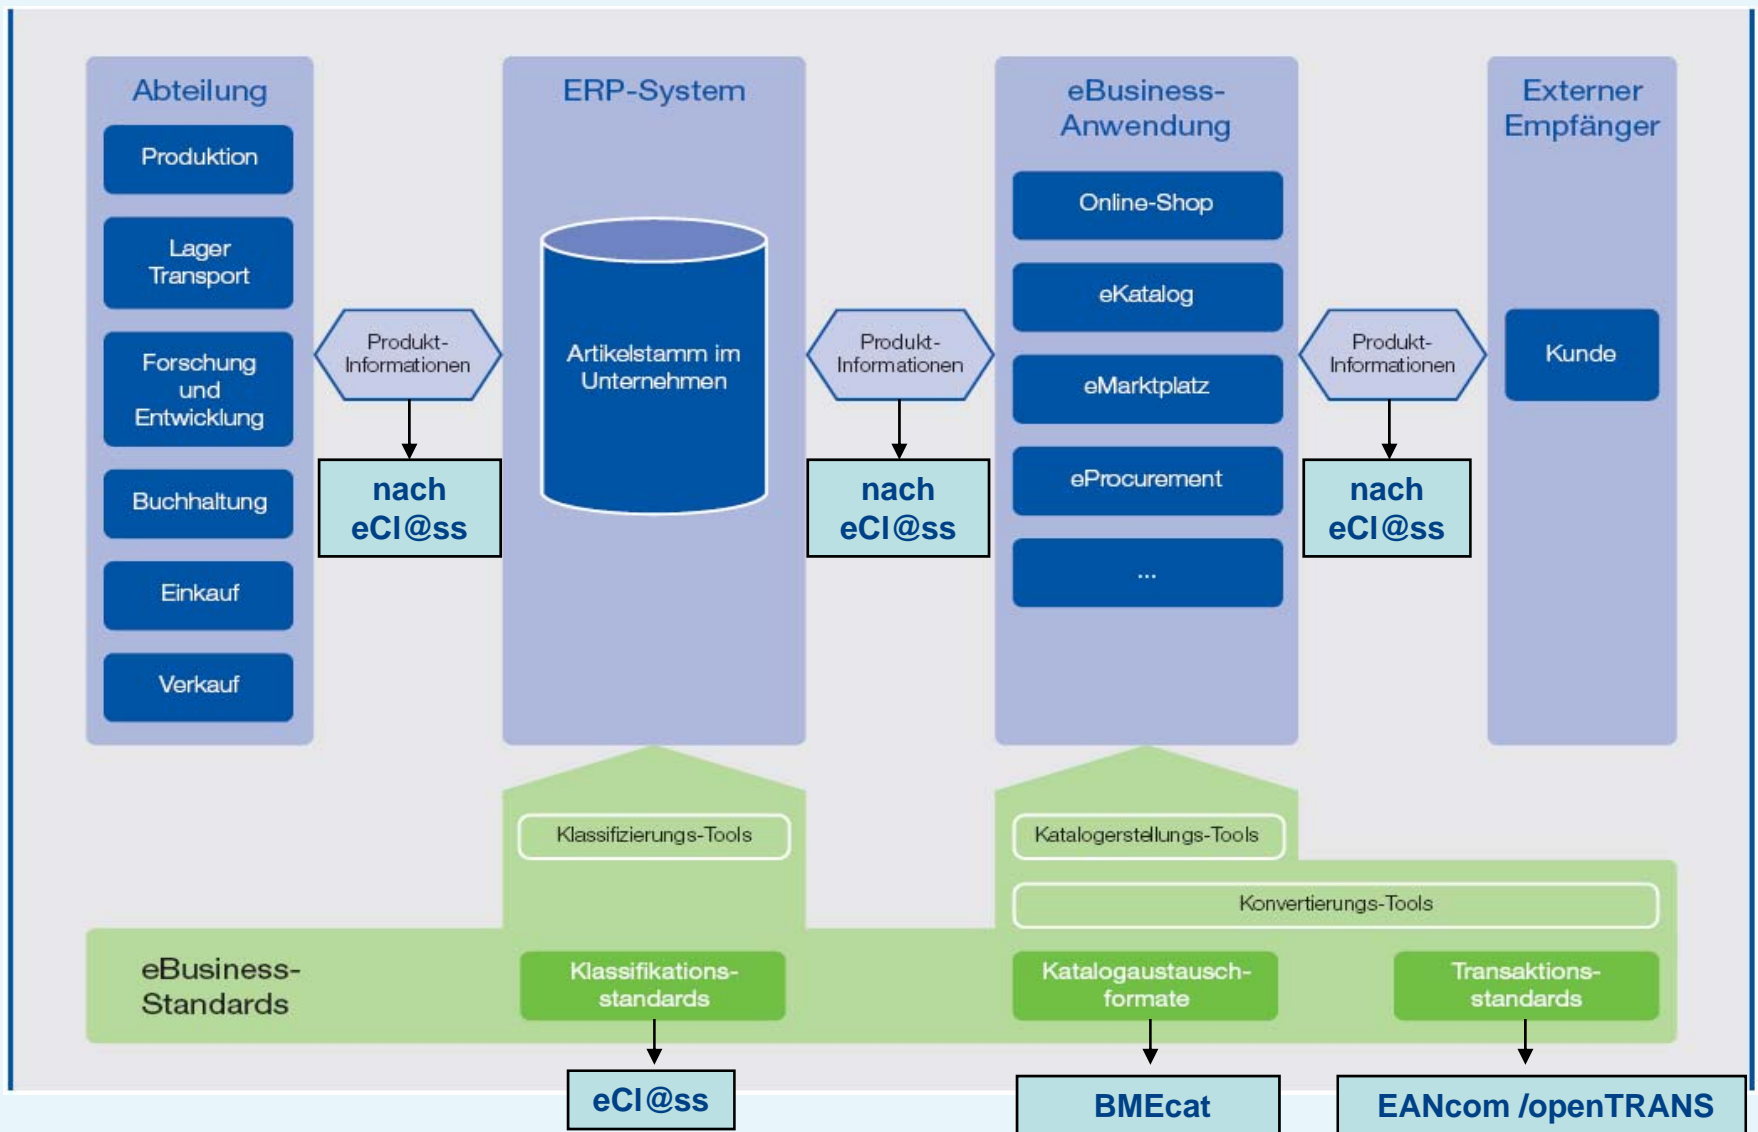 Abteilung
Produktion
Lager
Transport
Forschung
und
Entwicklung
Buchhaltung
Einkauf
Verkauf
Produkt-
Informationen
nach
eCl@ss
ERP-System
Artikelstamm im
Unternehmen
Produkt-
Informationen
nach
eCl@ss
eBusiness-
Anwendung
Online-Shop
eKatalog
eMarktplatz
eProcurement
...
Produkt-
Informationen
nach
eCl@ss
Externer
Empfänger
Kunde
Klassifizierungs-Tools
Katalogerstellungs-Tools
Konvertierungs-Tools
eBusiness-
Standards
Klassifikations-
standards
Katalogaustausch-
formate
Transaktions-
standards
eCl@ss
BMEcat
EANcom /openTRANS